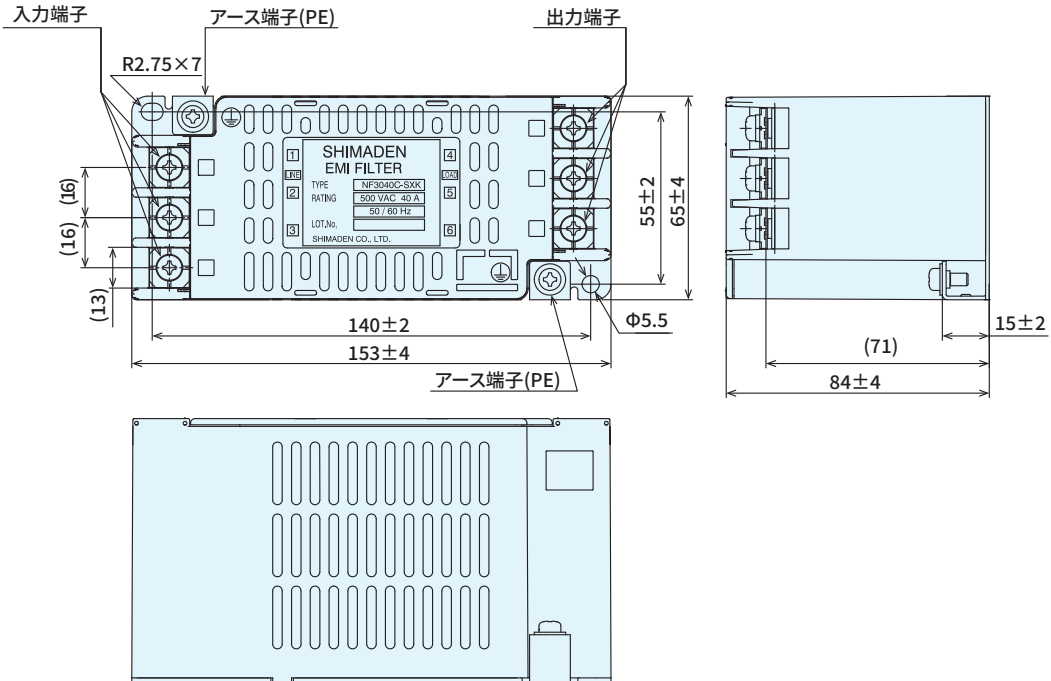 入力端子
アース端子(PE)
出力端子
R2.75×7
1
LINE
2
3
SHIMADEN
EMI FILTER
TYPE NF3040C-SXK
RATING 500 VAC 40 A
50 / 60 Hz
LOT.No,
SHIMADEN CO., LTD.
4
LOAD
5
6
(16)
(16)
(13)
55±2
65±4
140±2
Φ5.5
153±4
アース端子(PE)
15±2
(71)
84±4